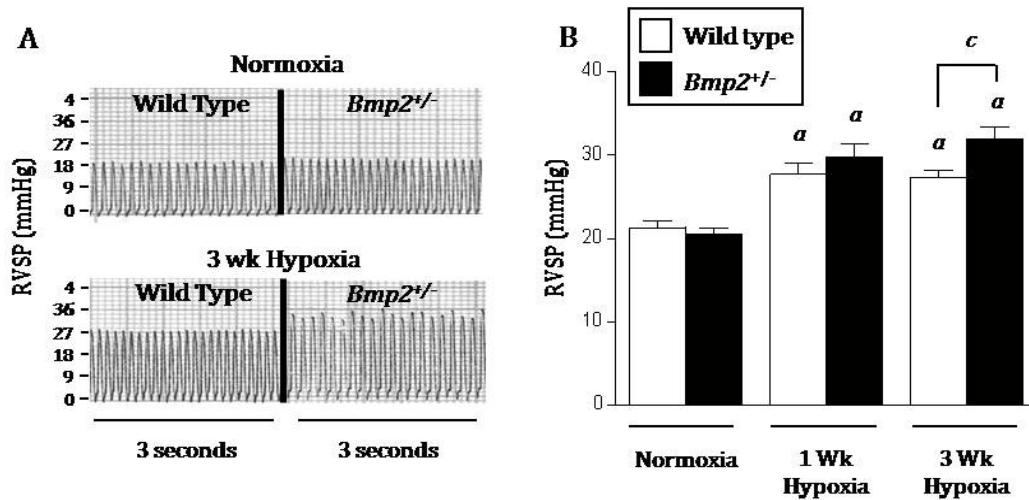 A
Normoxia
Wild Type
Bmp2+/-
4
36
27
18
9
0
RVSP (mmHg)
3 wk Hypoxia
Wild Type
Bmp2+/-
4
36
27
18
9
0
3 seconds
3 seconds
B
Wild type
Bmp2+/-
40
30
20
10
0
RVSP (mmHg)
a
a
a
a
c
Normoxia
1 Wk
Hypoxia
3 Wk
Hypoxia